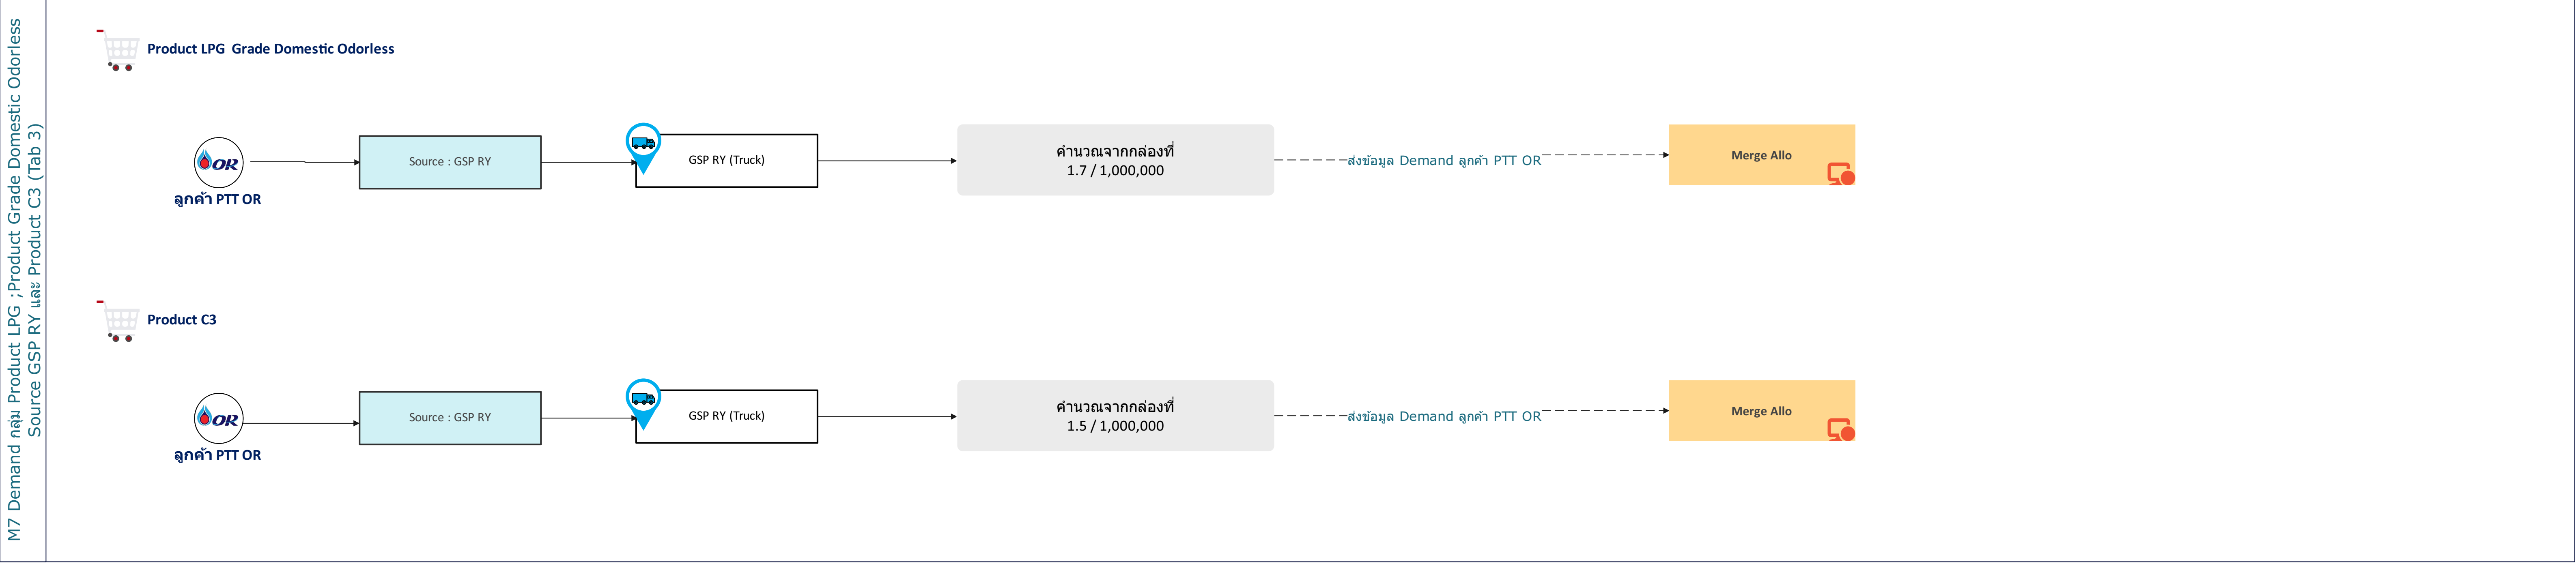 M7 Demand กลุ่ม Product LPG ;Product Grade Domestic Odorless
Source GSP RY และ Product C3 (Tab 3)
Product LPG Grade Domestic Odorless
OR
ลูกค้า PTT OR
Source : GSP RY
GSP RY (Truck)
คำนวณจากกล่องที่
1.7 / 1,000,000
ส่งข้อมูล Demand ลูกค้า PTT OR
Merge Allo
Product C3
OR
ลูกค้า PTT OR
Source : GSP RY
GSP RY (Truck)
คำนวณจากกล่องที่
1.5 / 1,000,000
ส่งข้อมูล Demand ลูกค้า PTT OR
Merge Allo